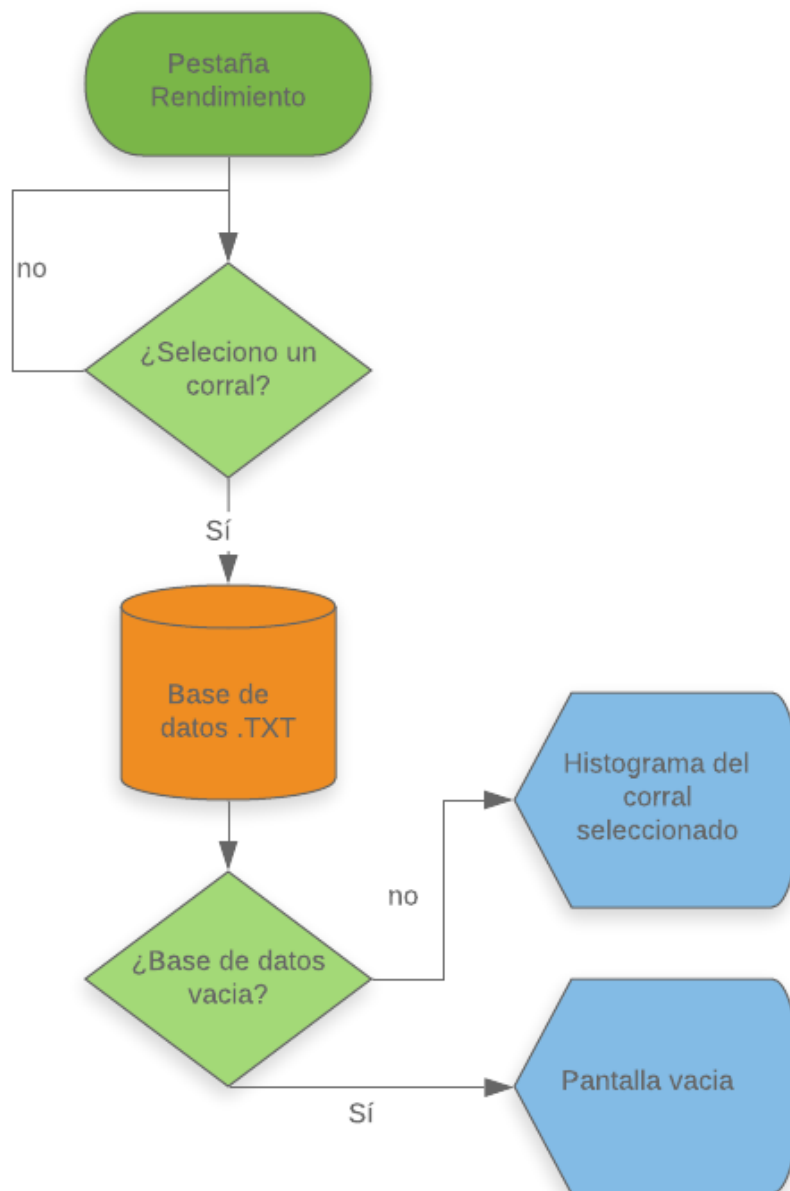 Pestaña
Rendimiento
no
¿Seleciono un
corral?
Sí
Base de
datos .TXT
Histograma del
corral
seleccionado
no
¿Base de datos
vacia?
Pantalla vacia
Sí